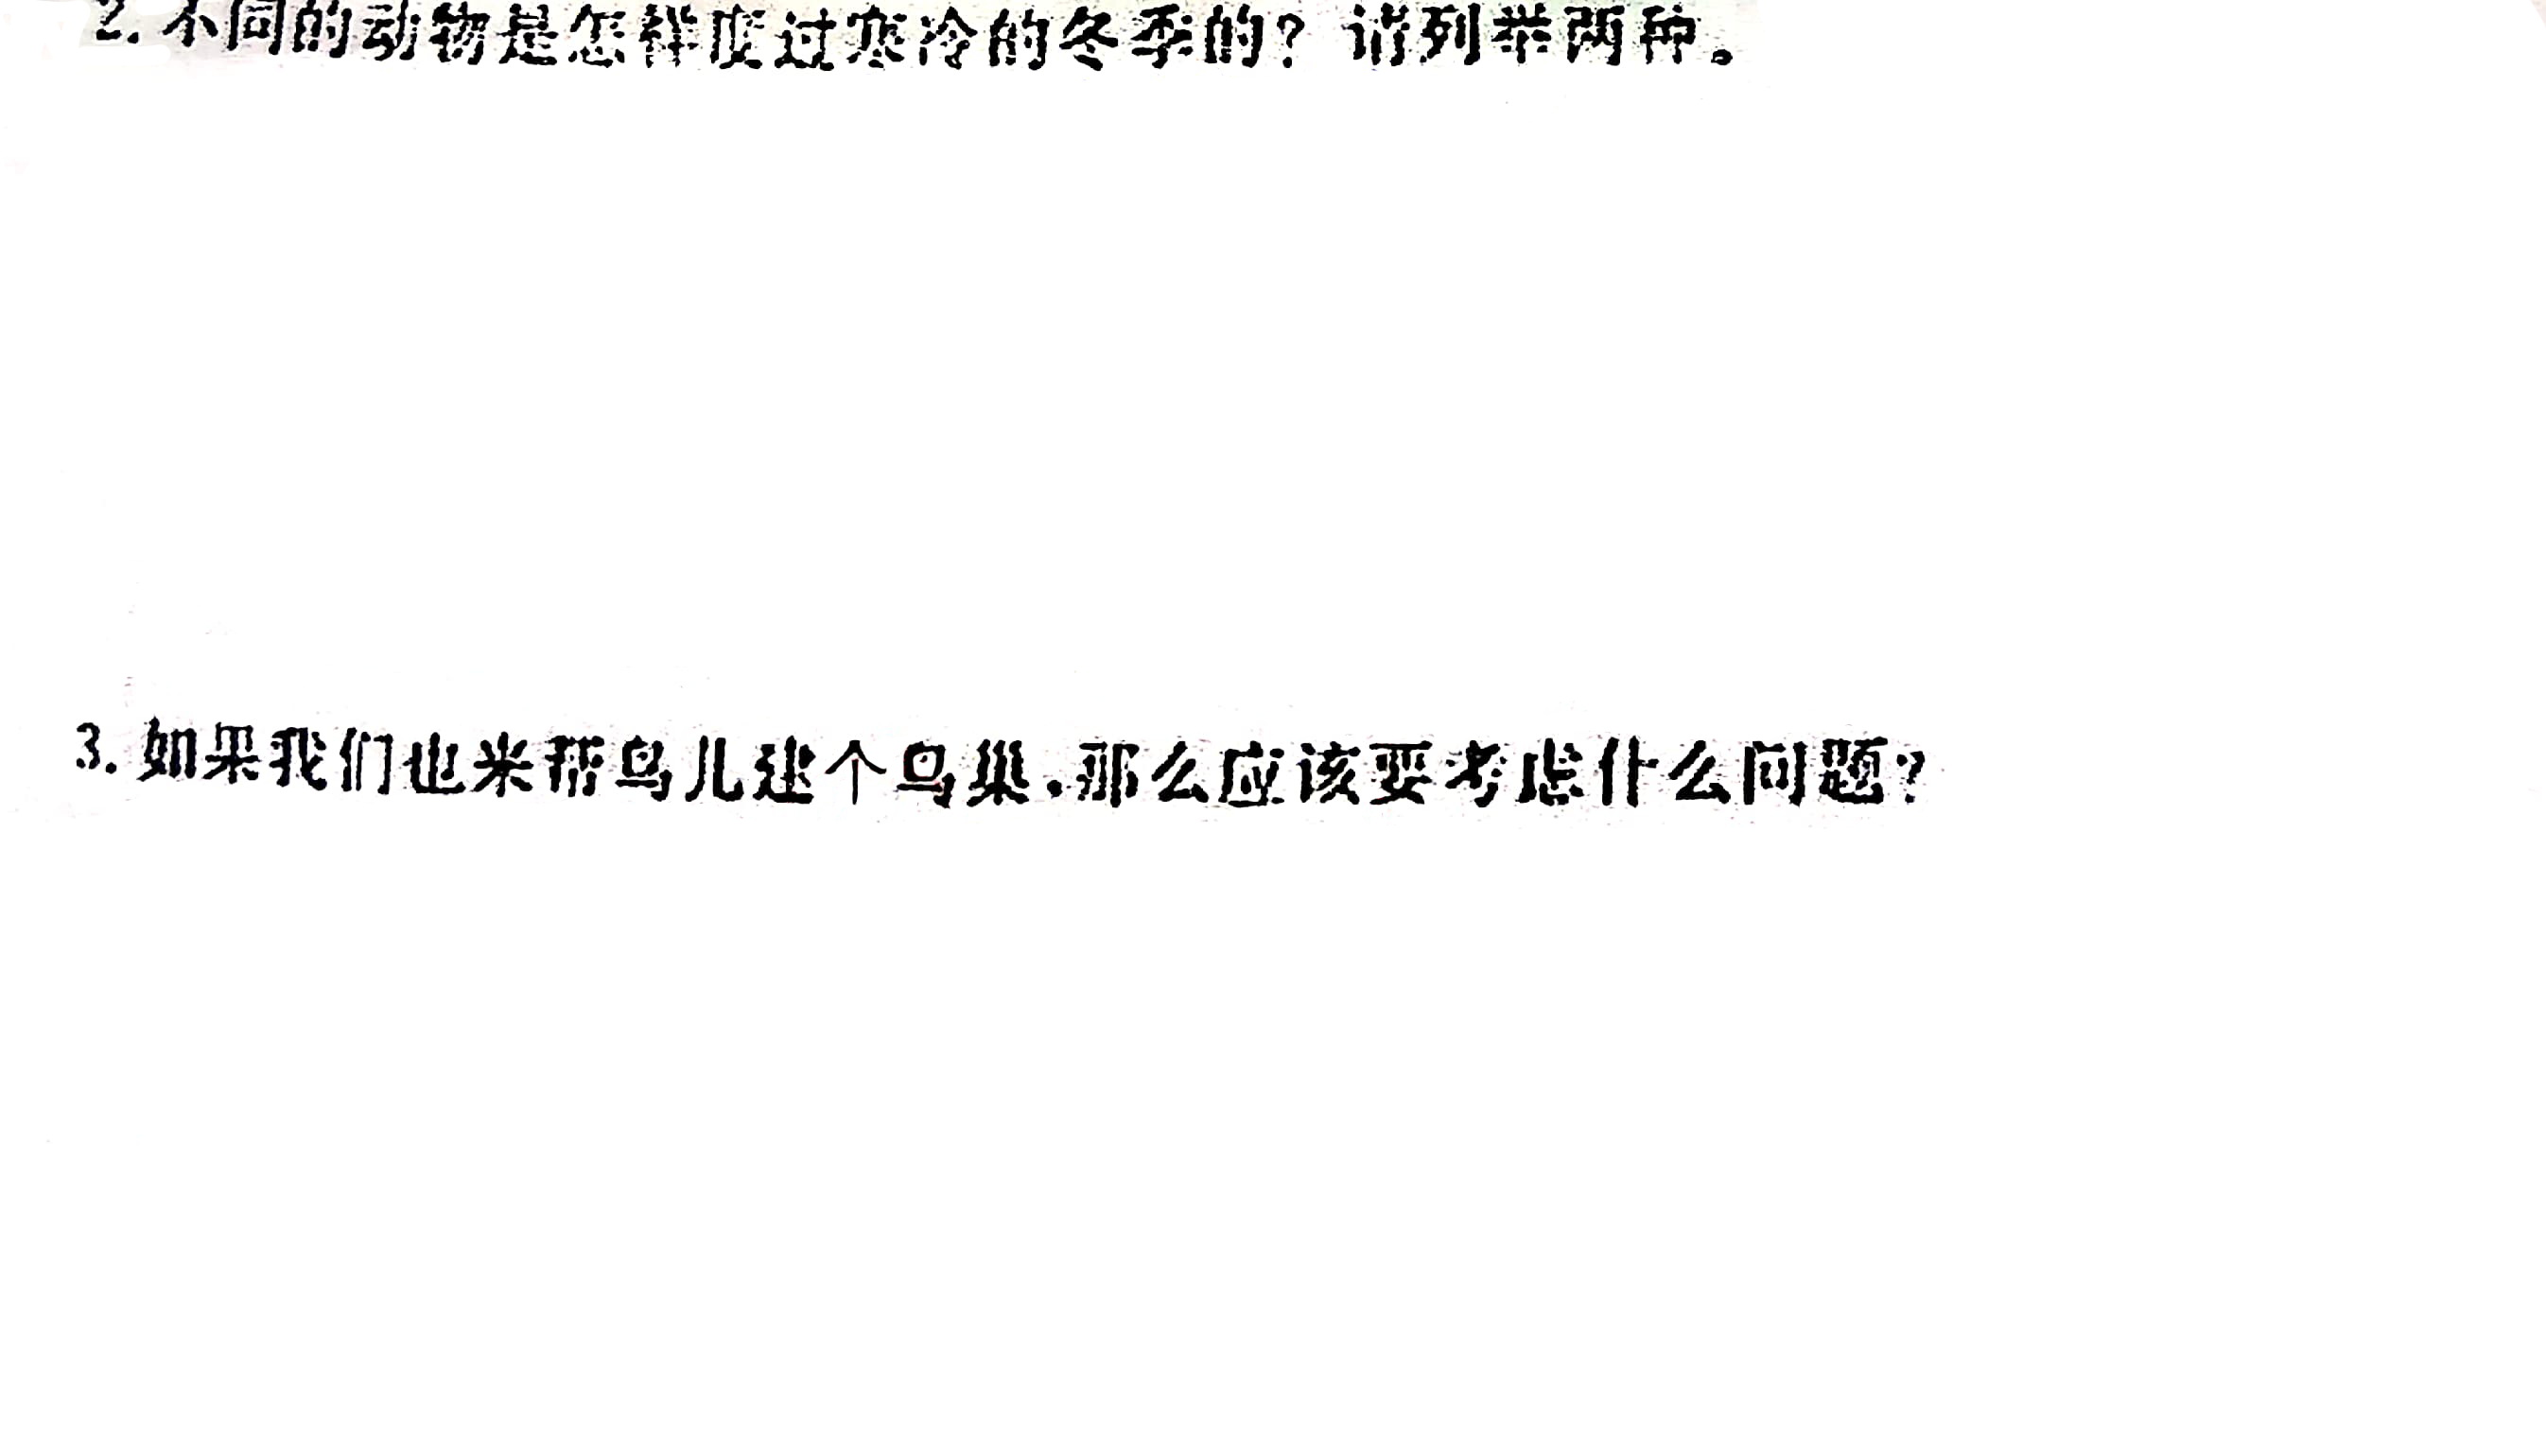 2. 不同的动物是怎样度过寒冷的冬季的？请列举两种。
3. 如果我们也来帮鸟儿建个鸟巢，那么应该要考虑什么问题？